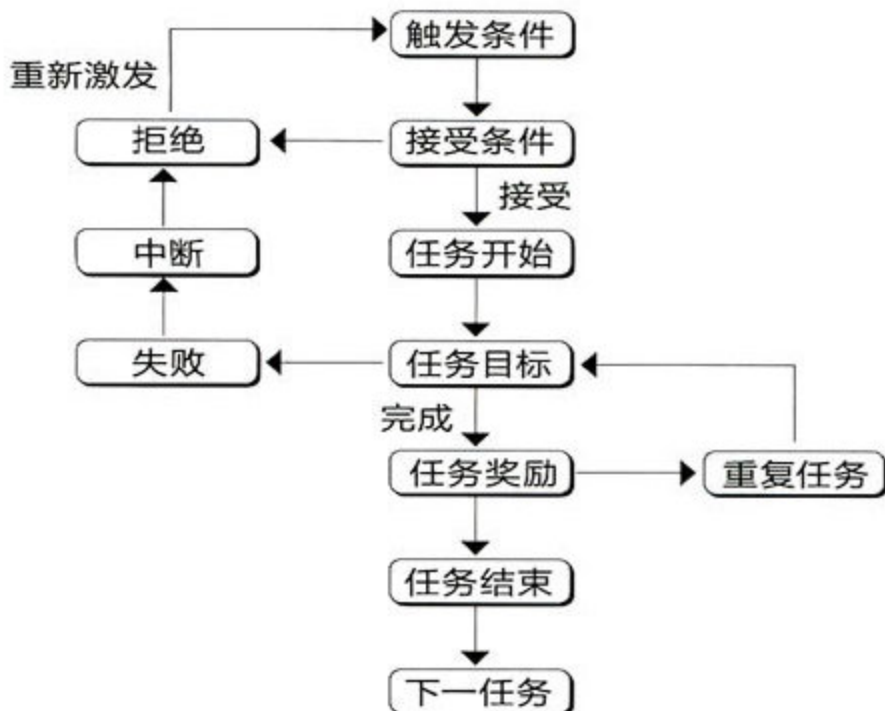 触发条件
重新激发
拒绝
接受条件
接受
中断
任务开始
失败
任务目标
完成
任务奖励
重复任务
任务结束
下一任务